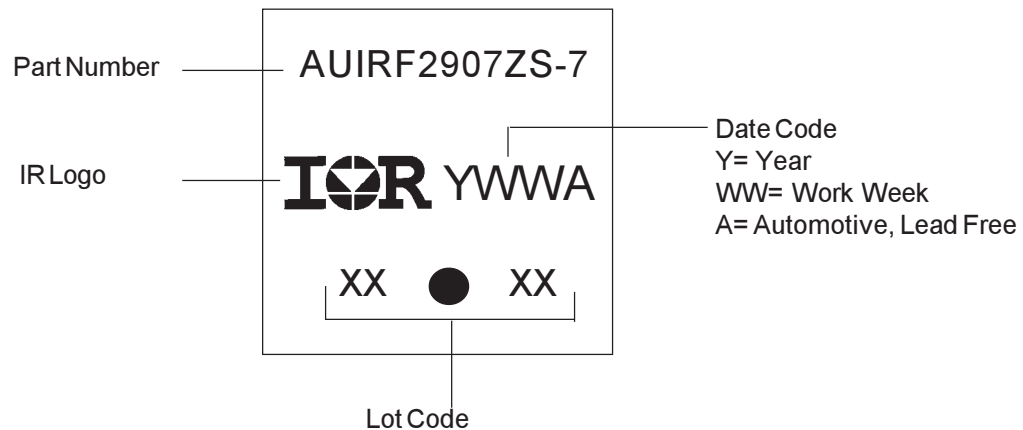 AUIRF2907ZS-7
Part Number
IR Logo
IOR YWWA
Date Code
Y= Year
WW= Work Week
A= Automotive, Lead Free
XX XX
Lot Code